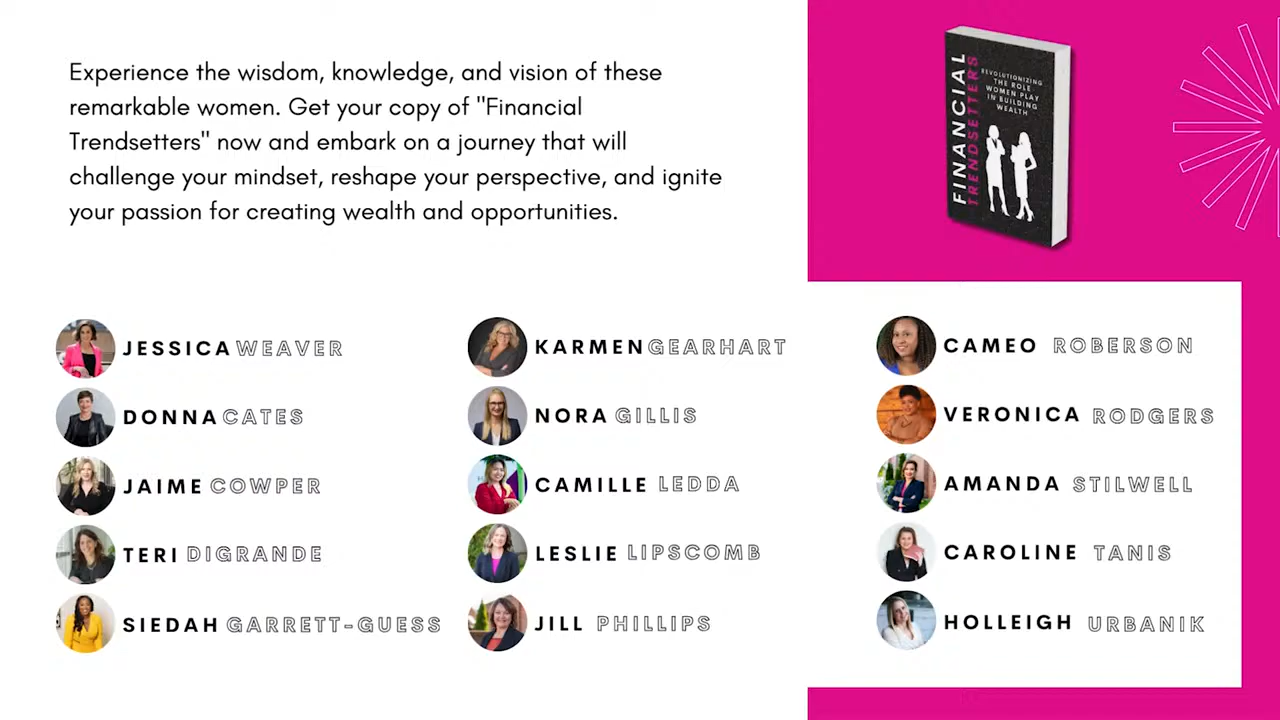 Experience the wisdom, knowledge, and vision of these
remarkable women. Get your copy of "Financial
Trendsetters" now and embark on a journey that will
challenge your mindset, reshape your perspective, and ignite
your passion for creating wealth and opportunities.
FINANCIAL
TRENDSETTERS
REVOLUTIONIZING
THE ROLE
WOMEN PLAY
IN BUILDING
WEALTH
JESSICA WEAVER
DONNA CATES
JAIME COWPER
TERI DIGRANDE
SIEDAH GARRETT-GUESS
KARMEN GEARHART
NORA GILLIS
CAMILLE LEDDA
LESLIE LIPSCOMB
JILL PHILLIPS
CAMEO ROBERSON
VERONICA RODGERS
AMANDA STILWELL
CAROLINE TANIS
HOLLEIGH URBANIK